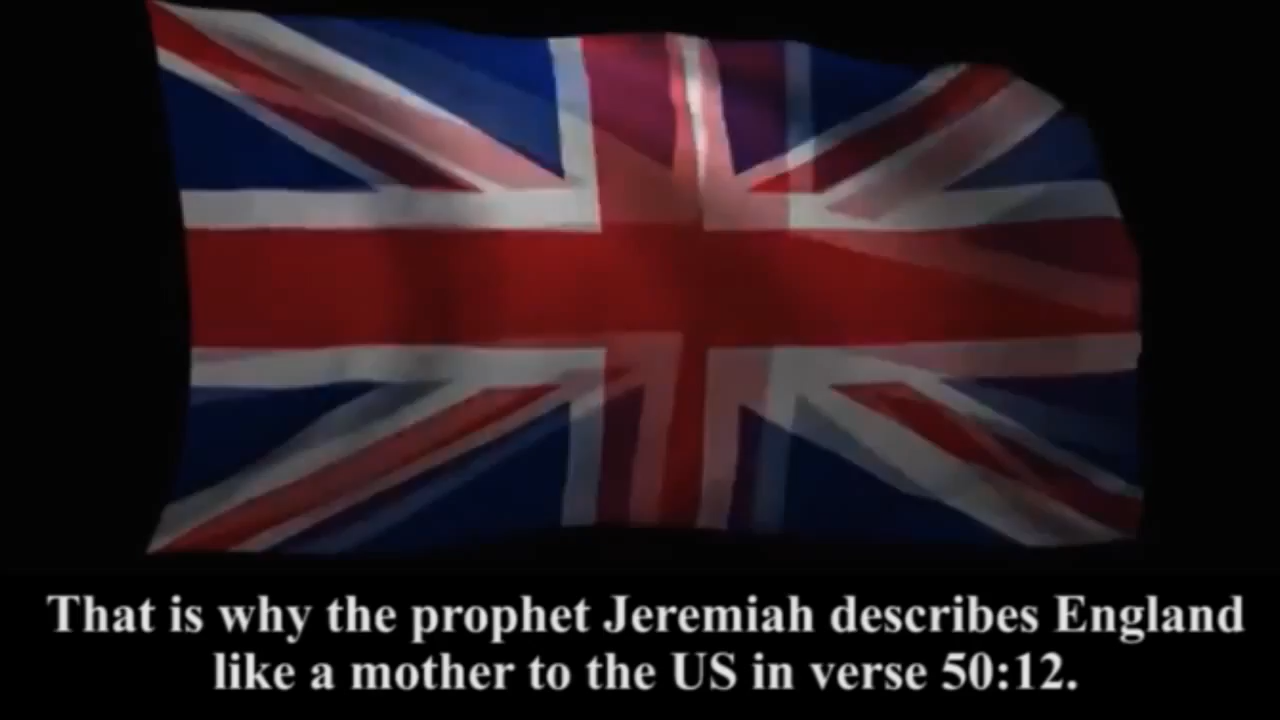 That is why the prophet Jeremiah describes England
like a mother to the US in verse 50:12.